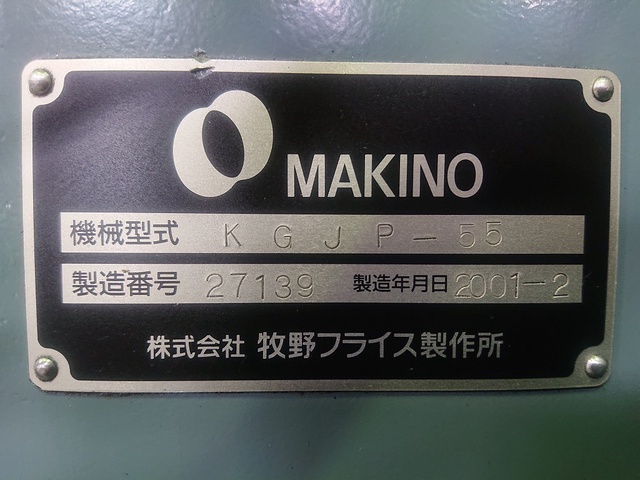 MAKINO
機械型式 KGJP-55
製造番号 27139 製造年月日 2001-2
株式会社 牧野フライス製作所